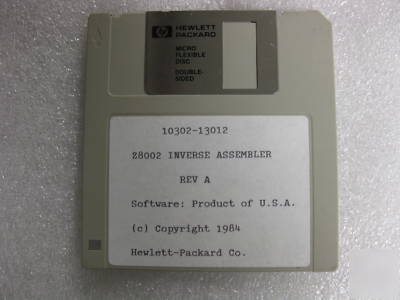 hp
HEWLETT
PACKARD
MICRO
FLEXIBLE
DISC
DOUBLE-
SIDED
10302-13012
Z8002 INVERSE ASSEMBLER
REV A
Software: Product of U.S.A.
(c) Copyright 1984
Hewlett-Packard Co.